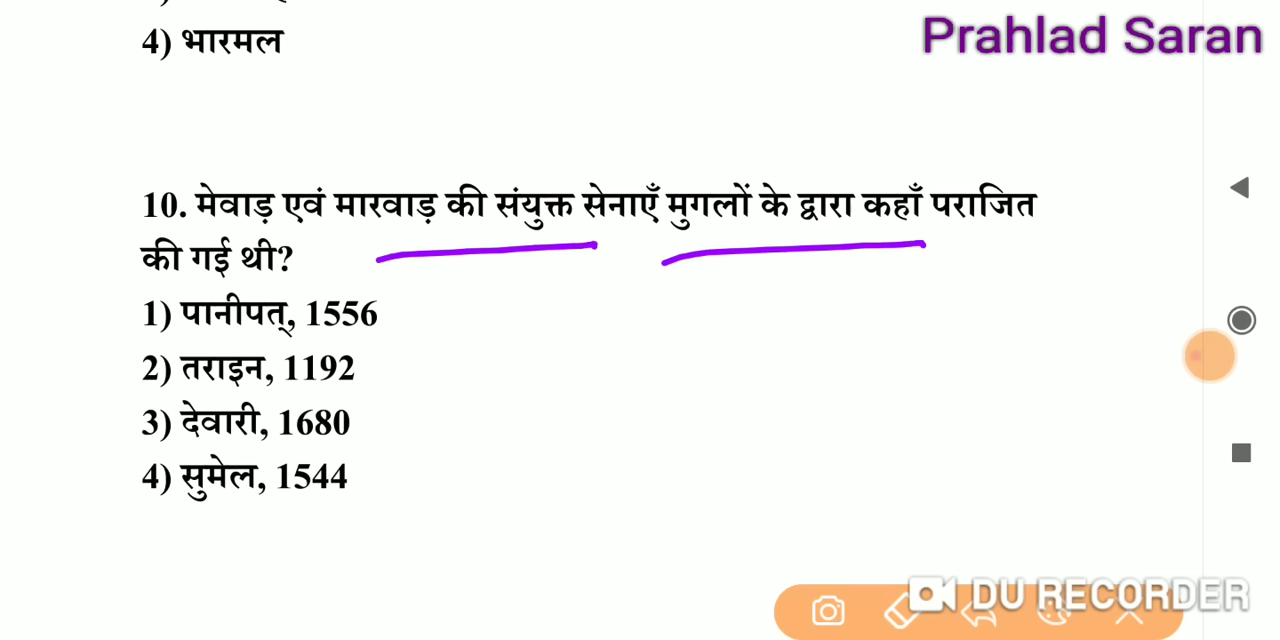 4) भारमल
Prahlad Saran
10. मेवाड़ एवं मारवाड़ की संयुक्त सेनाएँ मुगलों के द्वारा कहाँ पराजित
की गई थी?
1) पानीपत्, 1556
2) तराइन, 1192
3) देवारी, 1680
4) सुमेल, 1544
DU RECORDER